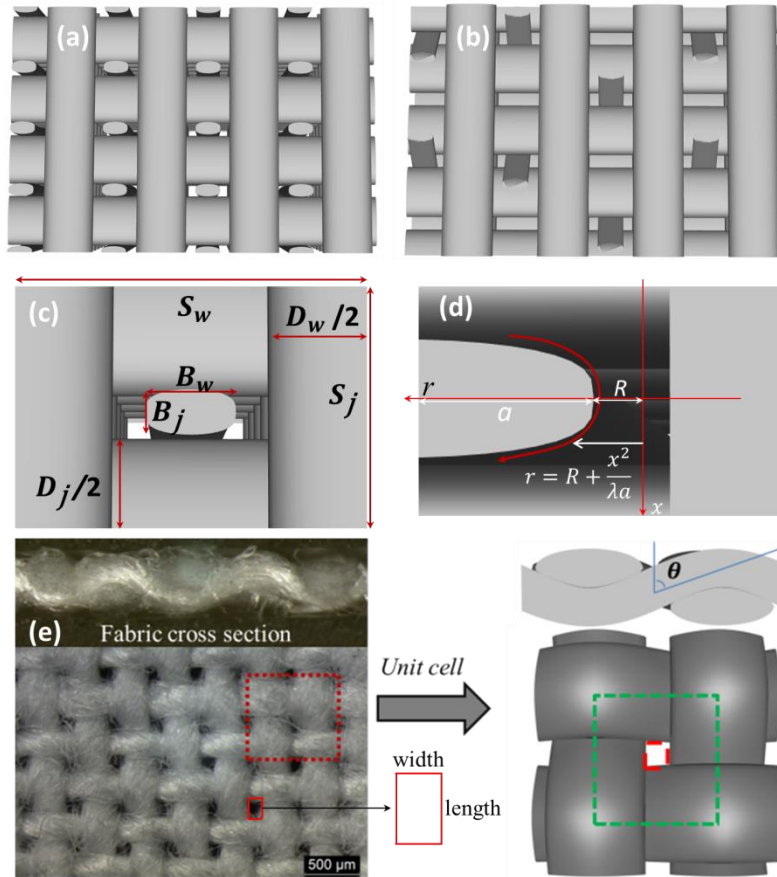 (a)
(b)
(c)
S_w
D_w/2
B_w
B_j
S_j
D_j/2
(d)
r
R
a
r = R + x²/λa
x
(e)
Fabric cross section
θ
Unit cell
width
length
500 µm